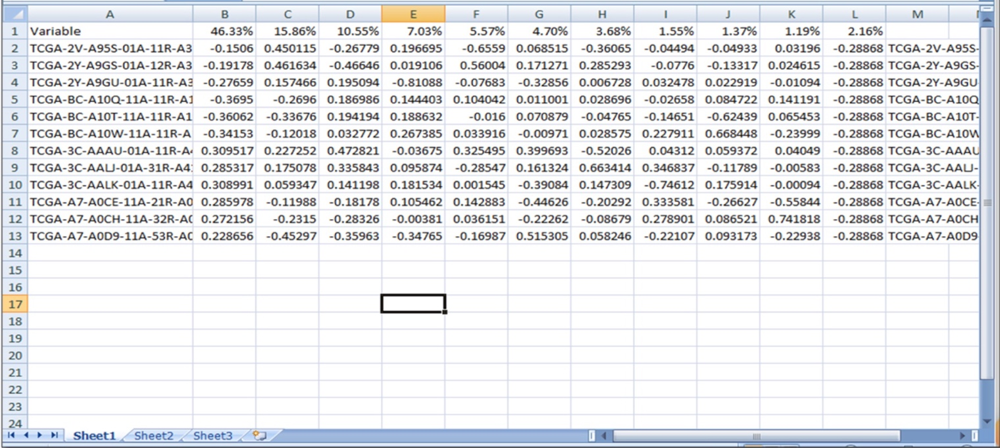 A B C D E F G H I J K L M
1 Variable 46.33% 15.86% 10.55% 7.03% 5.57% 4.70% 3.68% 1.55% 1.37% 1.19% 2.16%
2 TCGA-2V-A95S-01A-11R-A3 -0.1506 0.450115 -0.26779 0.196695 -0.6559 0.068515 -0.36065 -0.04494 -0.04933 0.03196 -0.28868 TCGA-2V-A95S-
3 TCGA-2Y-A9GS-01A-12R-A3 -0.19178 0.461634 -0.46646 0.019106 0.56004 0.171271 0.285293 -0.0776 -0.13317 0.024615 -0.28868 TCGA-2Y-A9GS-
4 TCGA-2Y-A9GU-01A-11R-A3 -0.27659 0.157466 0.195094 -0.81088 -0.07683 -0.32856 0.006728 0.032478 0.022919 -0.01094 -0.28868 TCGA-2Y-A9GU-
5 TCGA-BC-A10Q-11A-11R-A1 -0.3695 -0.2696 0.186986 0.144403 0.104042 0.011001 0.028696 -0.02658 0.084722 0.141191 -0.28868 TCGA-BC-A10Q
6 TCGA-BC-A10T-11A-11R-A1 -0.36062 -0.33676 0.194194 0.188632 -0.016 0.070879 -0.04765 -0.14651 -0.62439 0.065453 -0.28868 TCGA-BC-A10T-
7 TCGA-BC-A10W-11A-11R-A -0.34153 -0.12018 0.032772 0.267385 0.033916 -0.00971 0.028575 0.227911 0.668448 -0.23999 -0.28868 TCGA-BC-A10W
8 TCGA-3C-AAAU-01A-11R-A4 0.309517 0.227252 0.472821 -0.03675 0.325495 0.399693 -0.52026 0.04312 0.059372 0.04049 -0.28868 TCGA-3C-AAAU
9 TCGA-3C-AALJ-01A-31R-A41 0.285317 0.175078 0.335843 0.095874 -0.28547 0.161324 0.663414 0.346837 -0.11789 -0.00583 -0.28868 TCGA-3C-AALJ-
10 TCGA-3C-AALK-01A-11R-A4 0.308991 0.059347 0.141198 0.181534 0.001545 -0.39084 0.147309 -0.74612 0.175914 -0.00094 -0.28868 TCGA-3C-AALK-
11 TCGA-A7-A0CE-11A-21R-A0 0.285978 -0.11988 -0.18178 0.105462 0.142883 -0.44626 -0.20292 0.333581 -0.26627 -0.55844 -0.28868 TCGA-A7-A0CE-
12 TCGA-A7-A0CH-11A-32R-A0 0.272156 -0.2315 -0.28326 -0.00381 0.036151 -0.22262 -0.08679 0.278901 0.086521 0.741818 -0.28868 TCGA-A7-A0CH
13 TCGA-A7-A0D9-11A-53R-A0 0.228656 -0.45297 -0.35963 -0.34765 -0.16987 0.515305 0.058246 -0.22107 0.093173 -0.22938 -0.28868 TCGA-A7-A0D9-
14
15
16
17
18
19
20
21
22
23
24
Sheet1 Sheet2 Sheet3